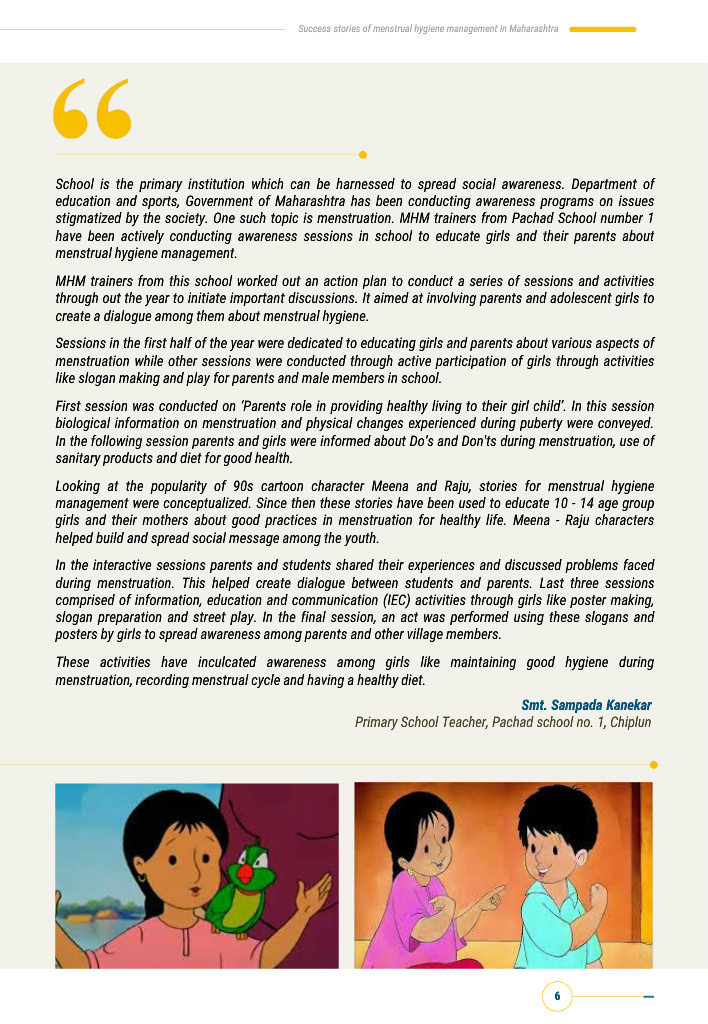 Success stories of menstrual hygiene management in Maharashtra
“
School is the primary institution which can be harnessed to spread social awareness. Department of
education and sports, Government of Maharashtra has been conducting awareness programs on issues
stigmatized by the society. One such topic is menstruation. MHM trainers from Pachad School number 1
have been actively conducting awareness sessions in school to educate girls and their parents about
menstrual hygiene management.
MHM trainers from this school worked out an action plan to conduct a series of sessions and activities
through out the year to initiate important discussions. It aimed at involving parents and adolescent girls to
create a dialogue among them about menstrual hygiene.
Sessions in the first half of the year were dedicated to educating girls and parents about various aspects of
menstruation while other sessions were conducted through active participation of girls through activities
like slogan making and play for parents and male members in school.
First session was conducted on ‘Parents role in providing healthy living to their girl child’. In this session
biological information on menstruation and physical changes experienced during puberty were conveyed.
In the following session parents and girls were informed about Do’s and Don'ts during menstruation, use of
sanitary products and diet for good health.
Looking at the popularity of 90s cartoon character Meena and Raju, stories for menstrual hygiene
management were conceptualized. Since then these stories have been used to educate 10 - 14 age group
girls and their mothers about good practices in menstruation for healthy life. Meena - Raju characters
helped build and spread social message among the youth.
In the interactive sessions parents and students shared their experiences and discussed problems faced
during menstruation. This helped create dialogue between students and parents. Last three sessions
comprised of information, education and communication (IEC) activities through girls like poster making,
slogan preparation and street play. In the final session, an act was performed using these slogans and
posters by girls to spread awareness among parents and other village members.
These activities have inculcated awareness among girls like maintaining good hygiene during
menstruation, recording menstrual cycle and having a healthy diet.
Smt. Sampada Kanekar
Primary School Teacher, Pachad school no. 1, Chiplun
6